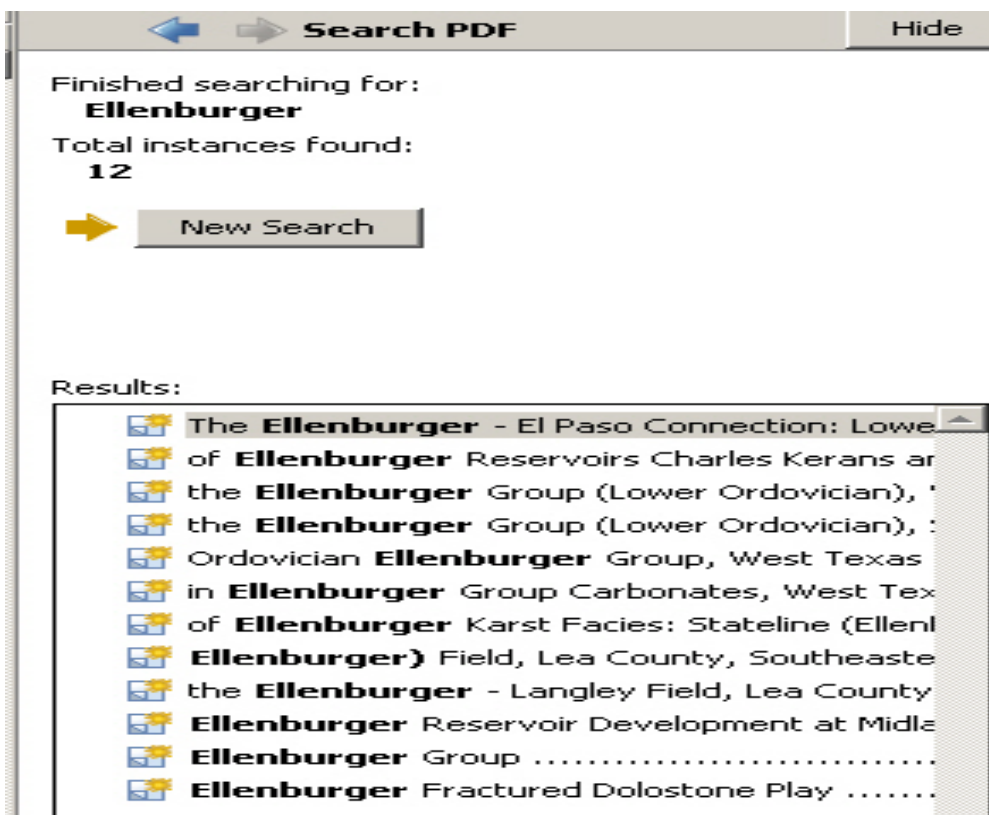 Search PDF
Hide
Finished searching for:
Ellenburger
Total instances found:
12
New Search
Results:
The Ellenburger - El Paso Connection: Lowe
of Ellenburger Reservoirs Charles Kerans ar
the Ellenburger Group (Lower Ordovician), '
the Ellenburger Group (Lower Ordovician), :
Ordovician Ellenburger Group, West Texas
in Ellenburger Group Carbonates, West Tex
of Ellenburger Karst Facies: Stateline (Ellenl
Ellenburger) Field, Lea County, Southeaste
the Ellenburger - Langley Field, Lea County
Ellenburger Reservoir Development at Midla
Ellenburger Group ..............................
Ellenburger Fractured Dolostone Play .......